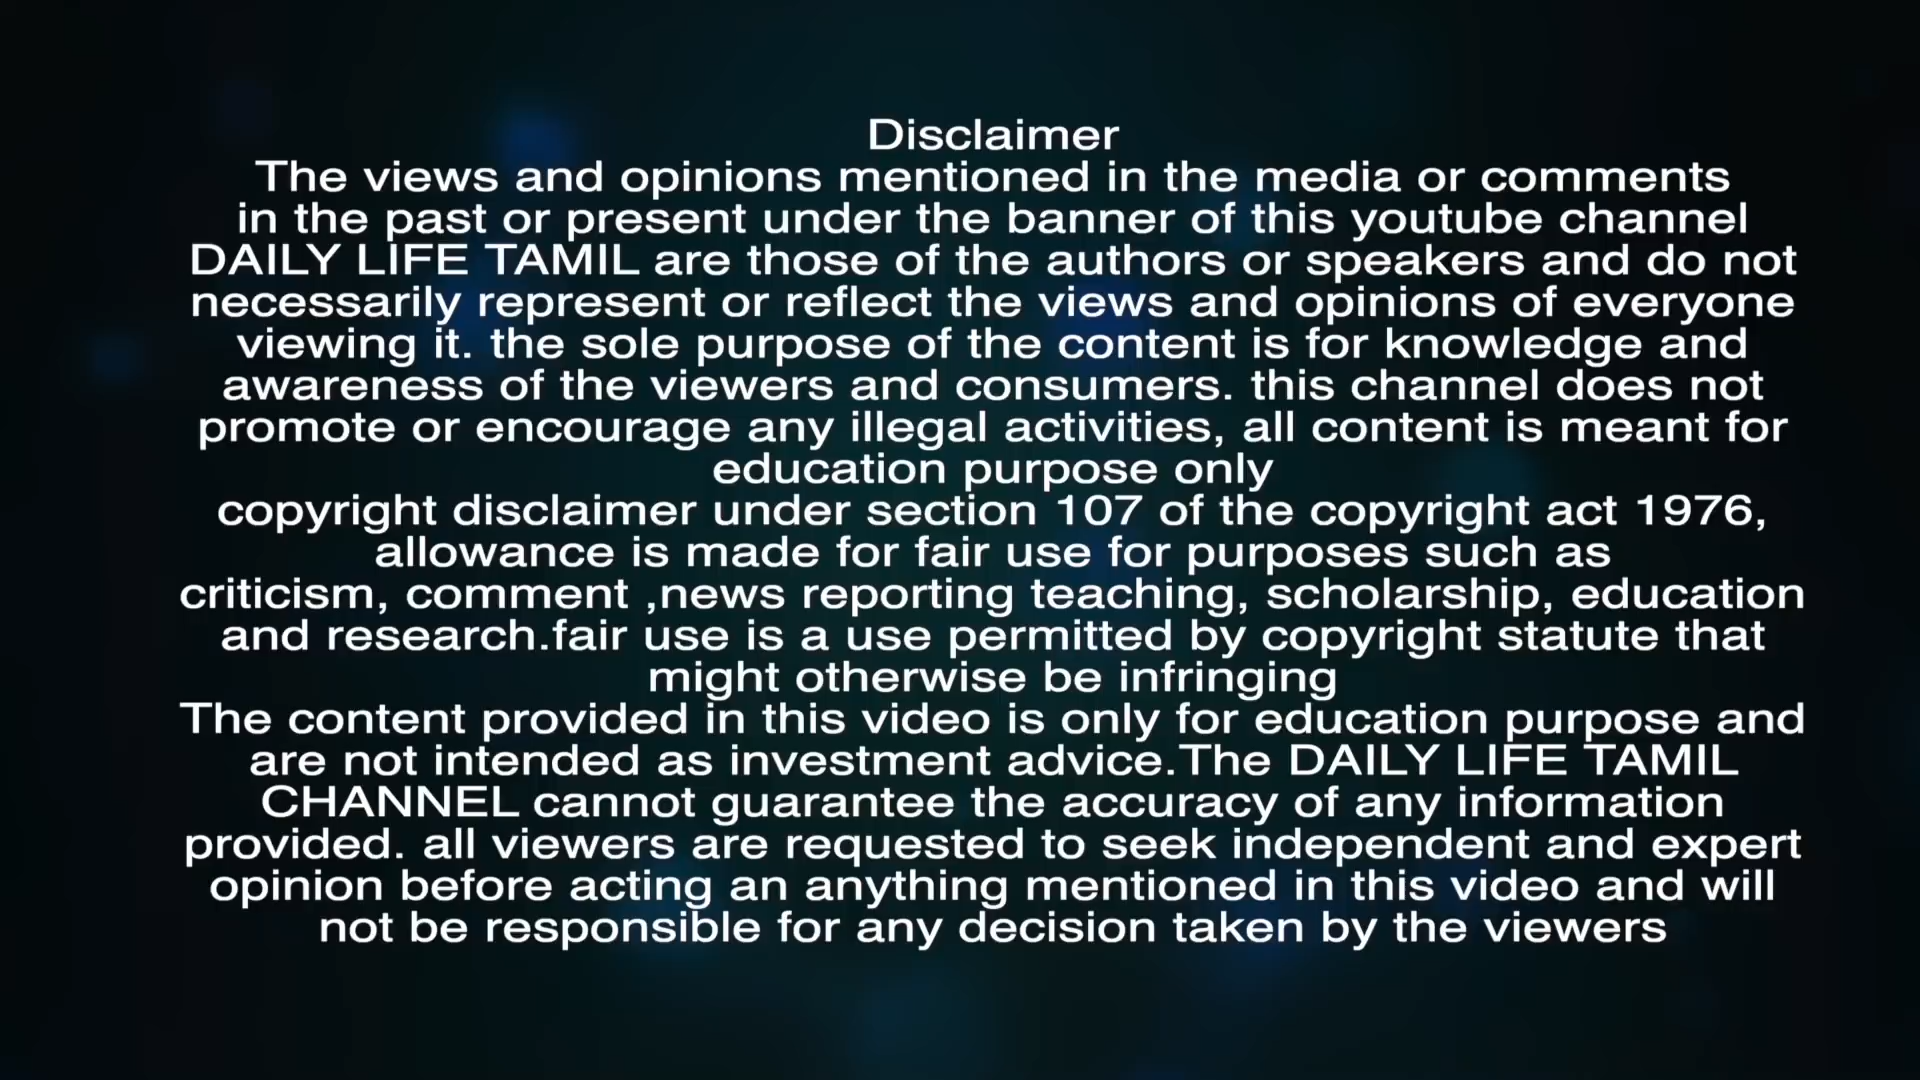 Disclaimer
The views and opinions mentioned in the media or comments
in the past or present under the banner of this youtube channel
DAILY LIFE TAMIL are those of the authors or speakers and do not
necessarily represent or reflect the views and opinions of everyone
viewing it. the sole purpose of the content is for knowledge and
awareness of the viewers and consumers. this channel does not
promote or encourage any illegal activities, all content is meant for
education purpose only
copyright disclaimer under section 107 of the copyright act 1976,
allowance is made for fair use for purposes such as
criticism, comment ,news reporting teaching, scholarship, education
and research.fair use is a use permitted by copyright statute that
might otherwise be infringing
The content provided in this video is only for education purpose and
are not intended as investment advice.The DAILY LIFE TAMIL
CHANNEL cannot guarantee the accuracy of any information
provided. all viewers are requested to seek independent and expert
opinion before acting an anything mentioned in this video and will
not be responsible for any decision taken by the viewers